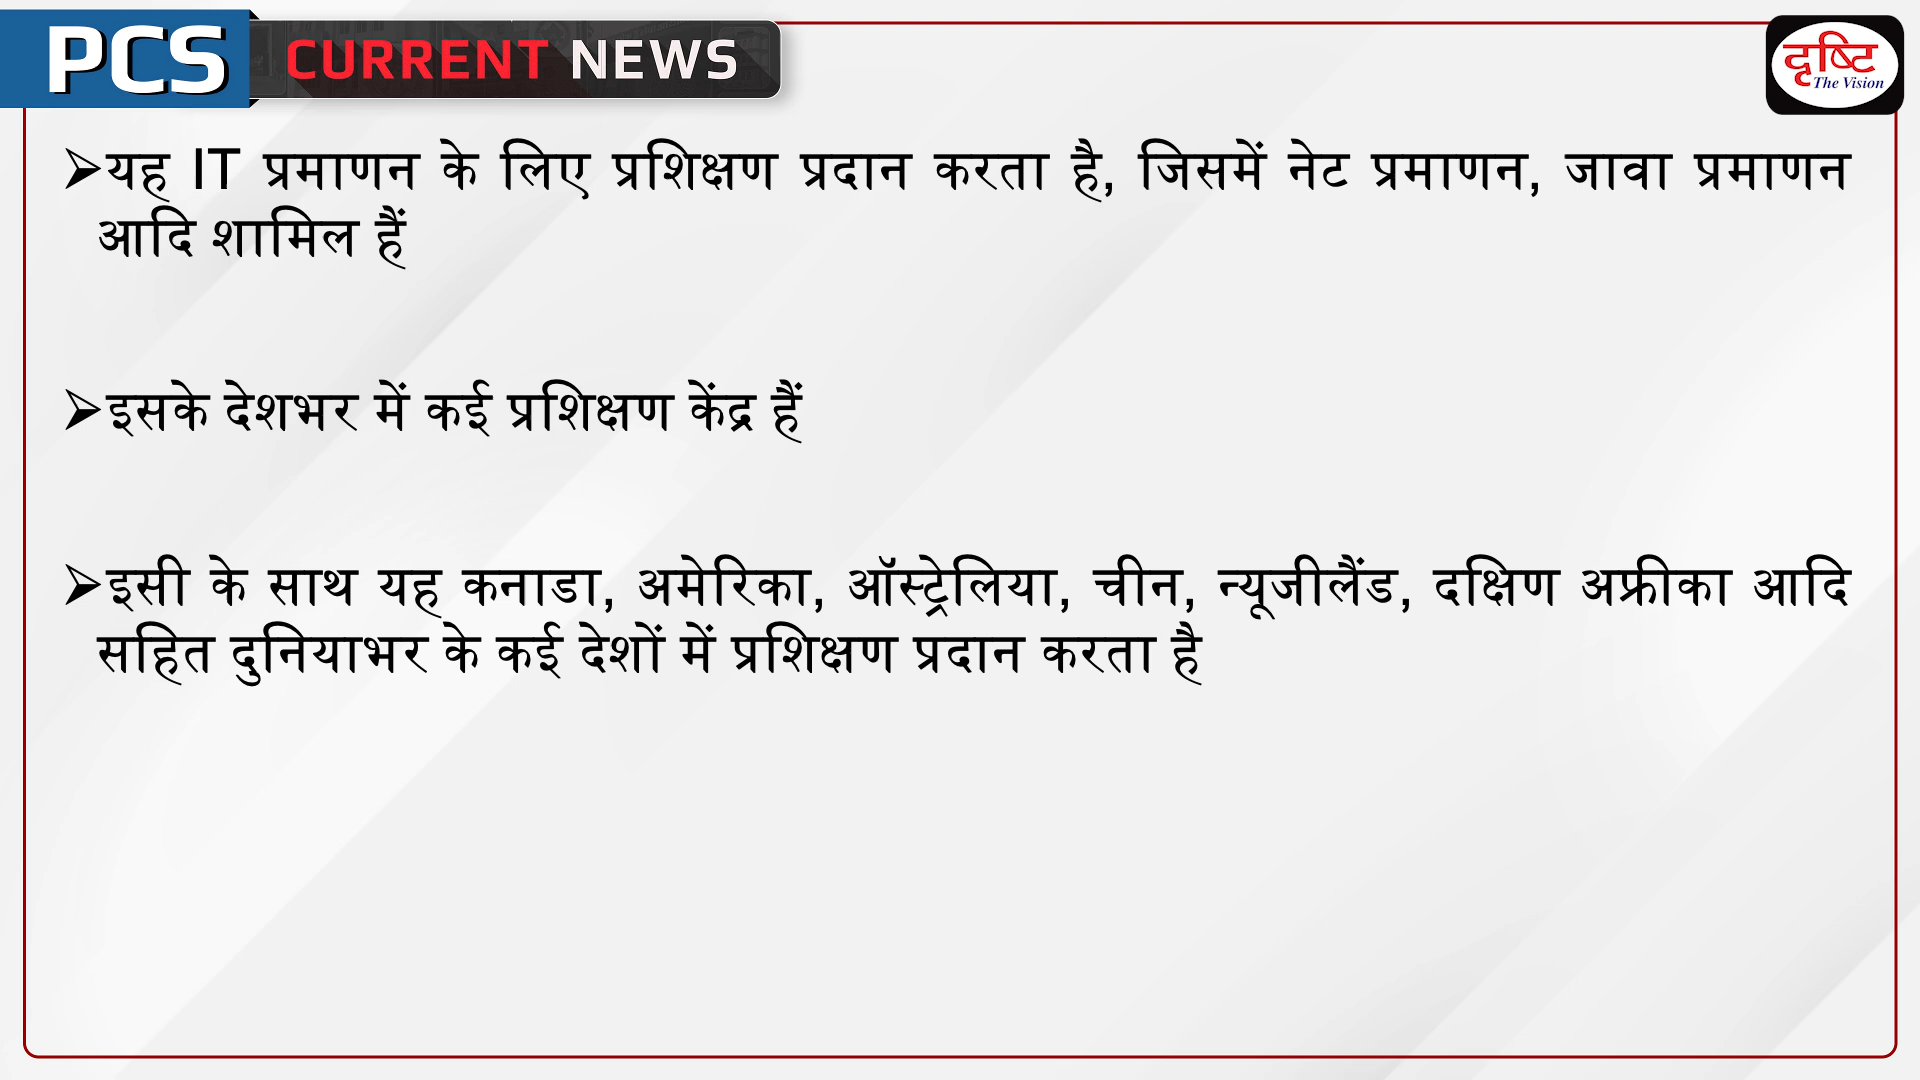 PCS CURRENT NEWS
दृष्टि
The Vision
➢यह IT प्रमाणन के लिए प्रशिक्षण प्रदान करता है, जिसमें नेट प्रमाणन, जावा प्रमाणन
आदि शामिल हैं
➢इसके देशभर में कई प्रशिक्षण केंद्र हैं
➢इसी के साथ यह कनाडा, अमेरिका, ऑस्ट्रेलिया, चीन, न्यूजीलैंड, दक्षिण अफ्रीका आदि
सहित दुनियाभर के कई देशों में प्रशिक्षण प्रदान करता है